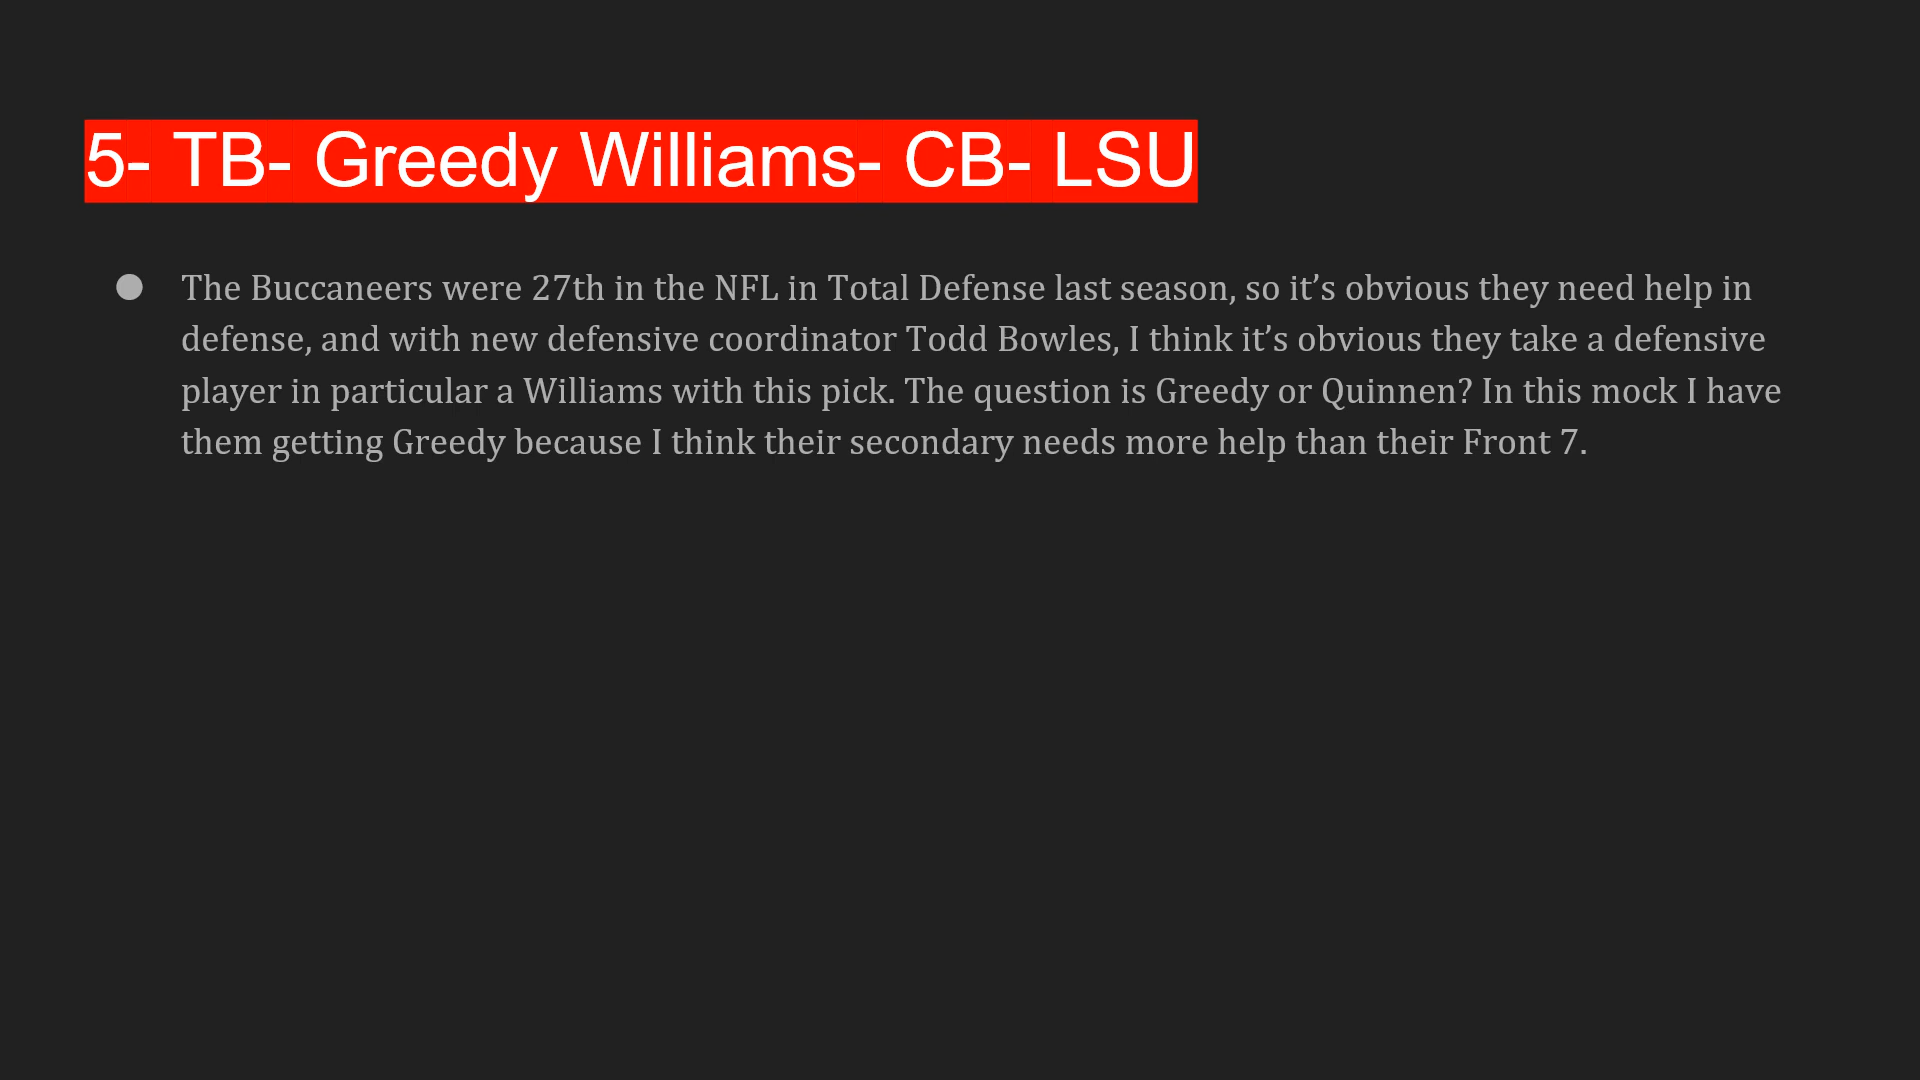 5- TB- Greedy Williams- CB- LSU
● The Buccaneers were 27th in the NFL in Total Defense last season, so it’s obvious they need help in
defense, and with new defensive coordinator Todd Bowles, I think it’s obvious they take a defensive
player in particular a Williams with this pick. The question is Greedy or Quinnen? In this mock I have
them getting Greedy because I think their secondary needs more help than their Front 7.